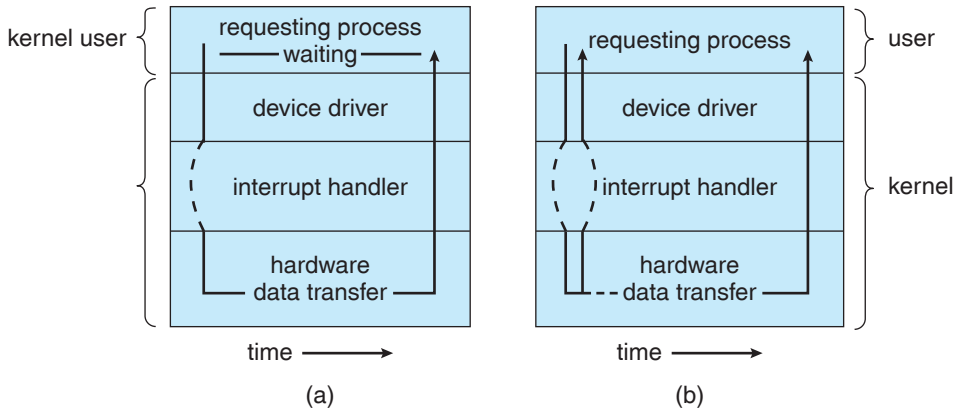 kernel user
requesting process
waiting
device driver
interrupt handler
hardware
data transfer
time
(a)
requesting process
user
device driver
interrupt handler
kernel
hardware
data transfer
time
(b)